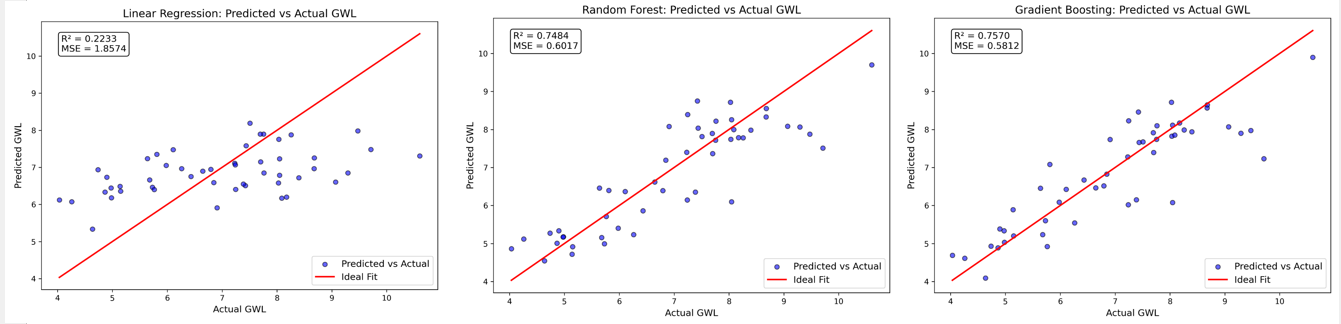 Linear Regression: Predicted vs Actual GWL
R² = 0.2233
MSE = 1.8574
10
9
8
7
6
5
4
Predicted GWL
4 5 6 7 8 9 10
Actual GWL
Predicted vs Actual
Ideal Fit
Random Forest: Predicted vs Actual GWL
R² = 0.7484
MSE = 0.6017
10
9
8
7
6
5
4
Predicted GWL
4 5 6 7 8 9 10
Actual GWL
Predicted vs Actual
Ideal Fit
Gradient Boosting: Predicted vs Actual GWL
R² = 0.7570
MSE = 0.5812
10
9
8
7
6
5
4
Predicted GWL
4 5 6 7 8 9 10
Actual GWL
Predicted vs Actual
Ideal Fit